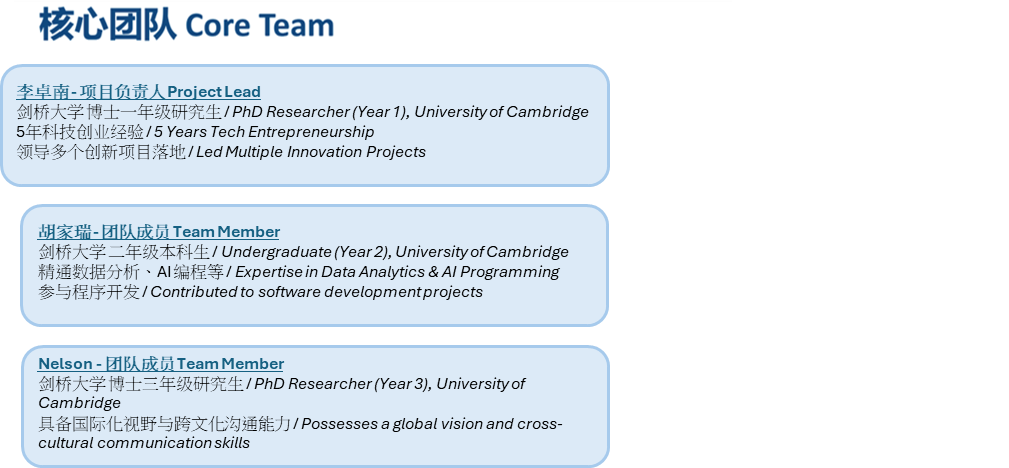 核心团队 Core Team
李卓南 - 项目负责人 Project Lead
剑桥大学博士一年级研究生 / PhD Researcher (Year 1), University of Cambridge
5年科技创业经验 / 5 Years Tech Entrepreneurship
领导多个创新项目落地 / Led Multiple Innovation Projects
胡家瑞 - 团队成员 Team Member
剑桥大学二年级本科生 / Undergraduate (Year 2), University of Cambridge
精通数据分析、AI编程等 / Expertise in Data Analytics & AI Programming
参与程序开发 / Contributed to software development projects
Nelson - 团队成员 Team Member
剑桥大学博士三年级研究生 / PhD Researcher (Year 3), University of
Cambridge
具备国际化视野与跨文化沟通能力 / Possesses a global vision and cross-
cultural communication skills